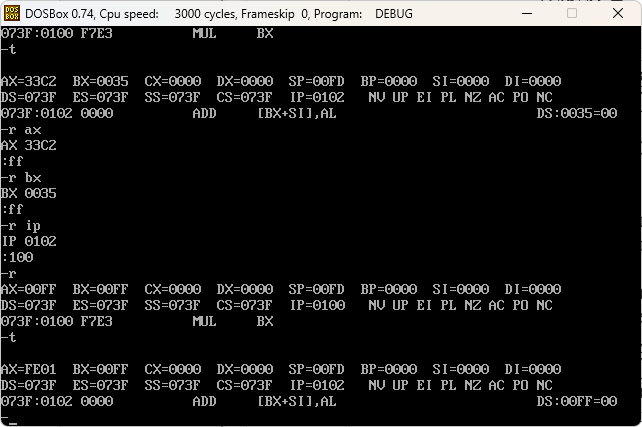 DOSBox 0.74, Cpu speed:    3000 cycles, Frameskip  0, Program:    DEBUG
073F:0100 F7E3          MUL     BX
-t
AX=33C2  BX=0035  CX=0000  DX=0000  SP=00FD  BP=0000  SI=0000  DI=0000
DS=073F  ES=073F  SS=073F  CS=073F  IP=0102   NV UP EI PL NZ AC PO NC
073F:0102 0000          ADD     [BX+SI],AL                         DS:0035=00
-r ax
AX 33C2
:ff
-r bx
BX 0035
:ff
-r ip
IP 0102
:100
-r
AX=00FF  BX=00FF  CX=0000  DX=0000  SP=00FD  BP=0000  SI=0000  DI=0000
DS=073F  ES=073F  SS=073F  CS=073F  IP=0100   NV UP EI PL NZ AC PO NC
073F:0100 F7E3          MUL     BX
-t
AX=FE01  BX=00FF  CX=0000  DX=0000  SP=00FD  BP=0000  SI=0000  DI=0000
DS=073F  ES=073F  SS=073F  CS=073F  IP=0102   NV UP EI PL NZ AC PO NC
073F:0102 0000          ADD     [BX+SI],AL                         DS:00FF=00
-_